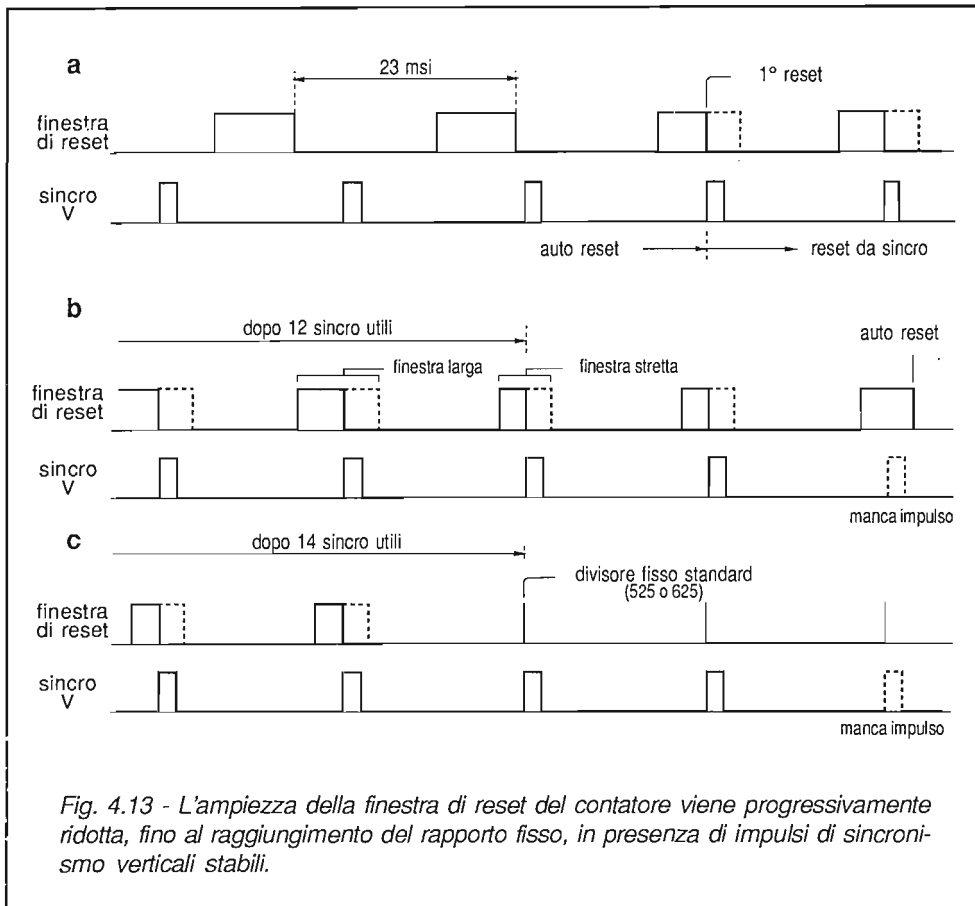 a
23 msi
1° reset
finestra
di reset
sincro
V
auto reset
reset da sincro
b
dopo 12 sincro utili
auto reset
finestra larga
finestra stretta
finestra
di reset
sincro
V
manca impulso
c
dopo 14 sincro utili
divisore fisso standard
(525 o 625)
finestra
di reset
sincro
V
manca impulso
Fig. 4.13 - L'ampiezza della finestra di reset del contatore viene progressivamente
ridotta, fino al raggiungimento del rapporto fisso, in presenza di impulsi di sincroni-
smo verticali stabili.